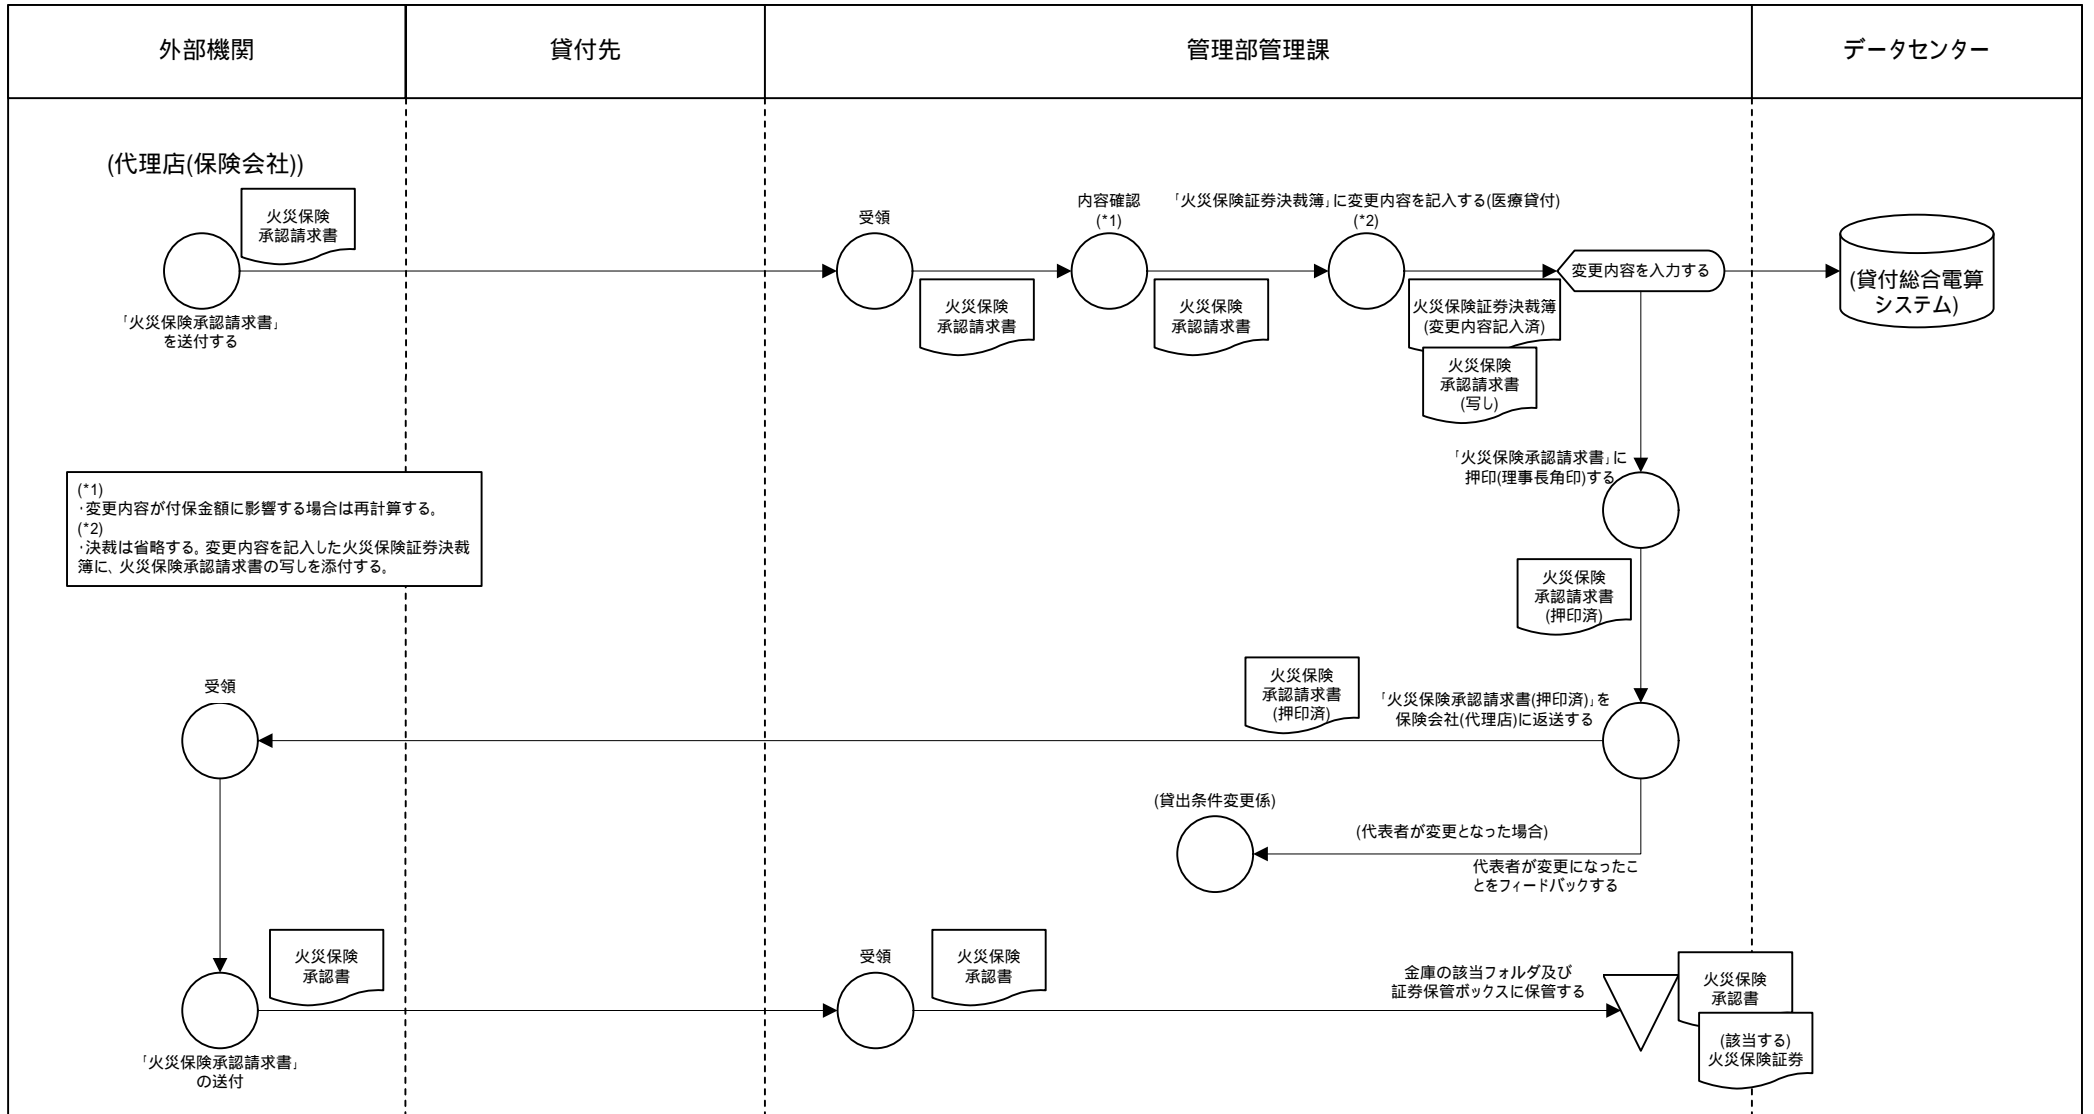 外部機関
貸付先
管理部管理課
データセンター
(代理店(保険会社))
火災保険
承認請求書
「火災保険承認請求書」
を送付する
受領
火災保険
承認請求書
内容確認
(*1)
火災保険
承認請求書
「火災保険証券決裁簿」に変更内容を記入する(医療貸付)
(*2)
火災保険証券決裁簿
(変更内容記入済)
火災保険
承認請求書
(写し)
変更内容を入力する
(貸付総合電算
システム)
「火災保険承認請求書」に
押印(理事長角印)する
(*1)
・変更内容が付保金額に影響する場合は再計算する。
(*2)
・決裁は省略する。変更内容を記入した火災保険証券決裁
簿に、火災保険承認請求書の写しを添付する。
火災保険
承認請求書
(押印済)
火災保険
承認請求書
(押印済)
「火災保険承認請求書(押印済)」を
保険会社(代理店)に返送する
受領
(貸出条件変更係)
(代表者が変更となった場合)
代表者が変更になったこ
とをフィードバックする
火災保険
承認書
「火災保険承認請求書」
の送付
受領
火災保険
承認書
金庫の該当フォルダ及び
証券保管ボックスに保管する
火災保険
承認書
(該当する)
火災保険証券